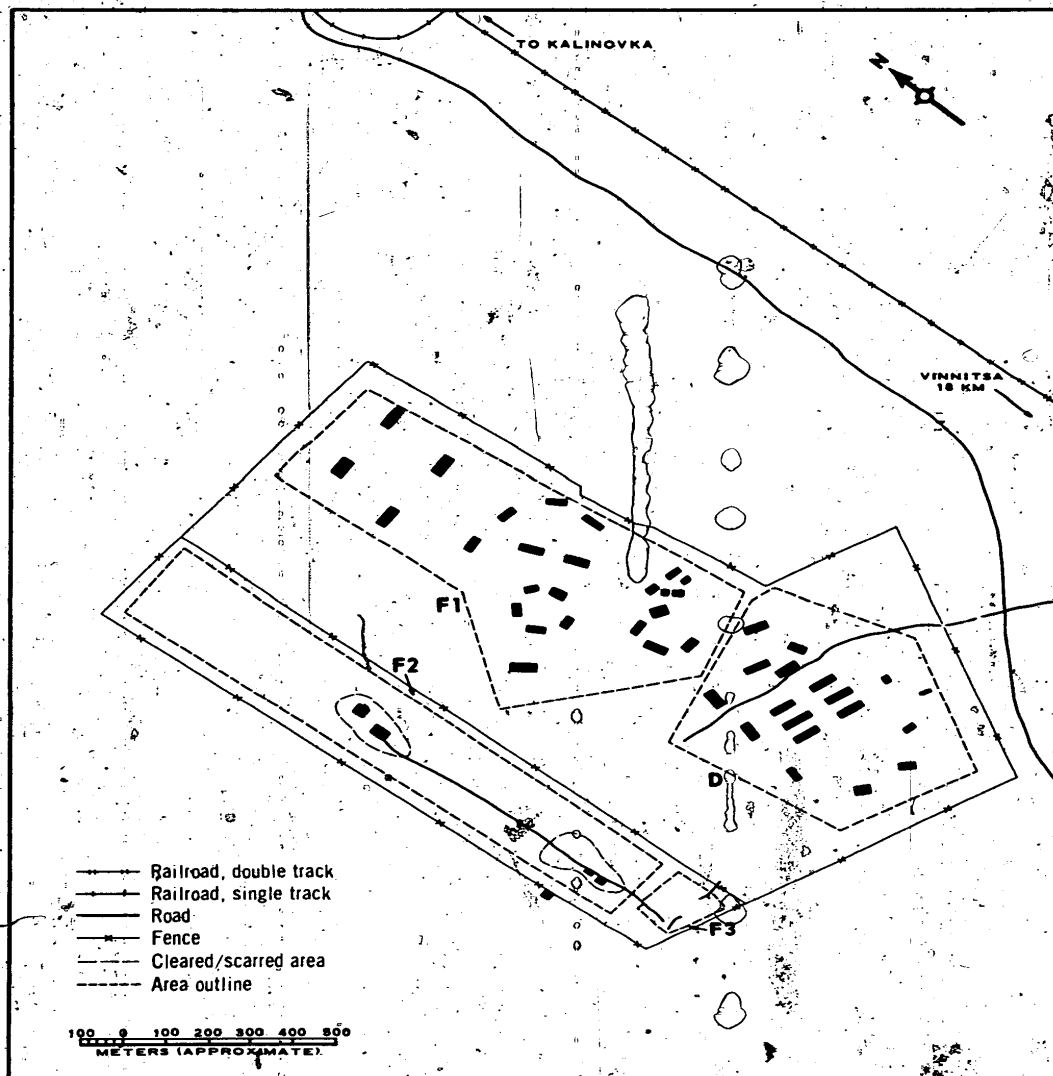 TO KALINOVKA
N
VINNITSA
18 KM
F1
F2
D
F3
Railroad, double track
Railroad, single track
Road
Fence
Cleared/scarred area
Area outline
100 0 100 200 300 400 500
METERS (APPROXIMATE)